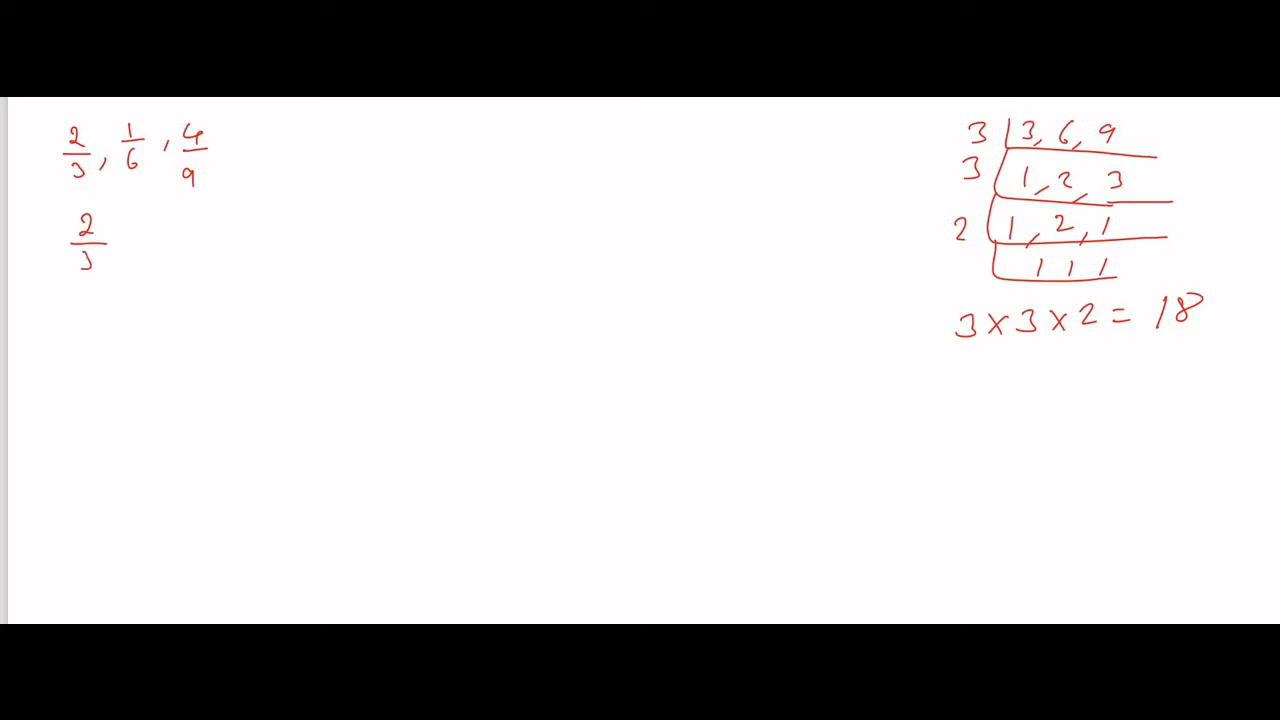 2/3, 1/6, 4/9
2/3
3 | 3, 6, 9
3 | 1, 2, 3
2 | 1, 2, 1
1 1 1
3 × 3 × 2 = 18